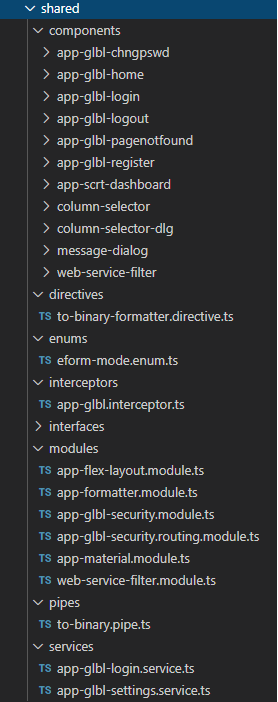 shared
components
app-glbl-chngpswd
app-glbl-home
app-glbl-login
app-glbl-logout
app-glbl-pagenotfound
app-glbl-register
app-scrt-dashboard
column-selector
column-selector-dlg
message-dialog
web-service-filter
directives
TS to-binary-formatter.directive.ts
enums
TS eform-mode.enum.ts
interceptors
TS app-glbl.interceptor.ts
interfaces
modules
TS app-flex-layout.module.ts
TS app-formatter.module.ts
TS app-glbl-security.module.ts
TS app-glbl-security.routing.module.ts
TS app-material.module.ts
TS web-service-filter.module.ts
pipes
TS to-binary.pipe.ts
services
TS app-glbl-login.service.ts
TS app-glbl-settings.service.ts